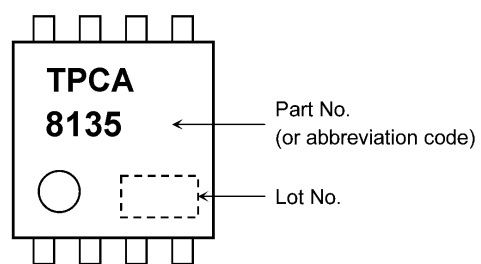 TPCA
8135
Part No.
(or abbreviation code)
Lot No.